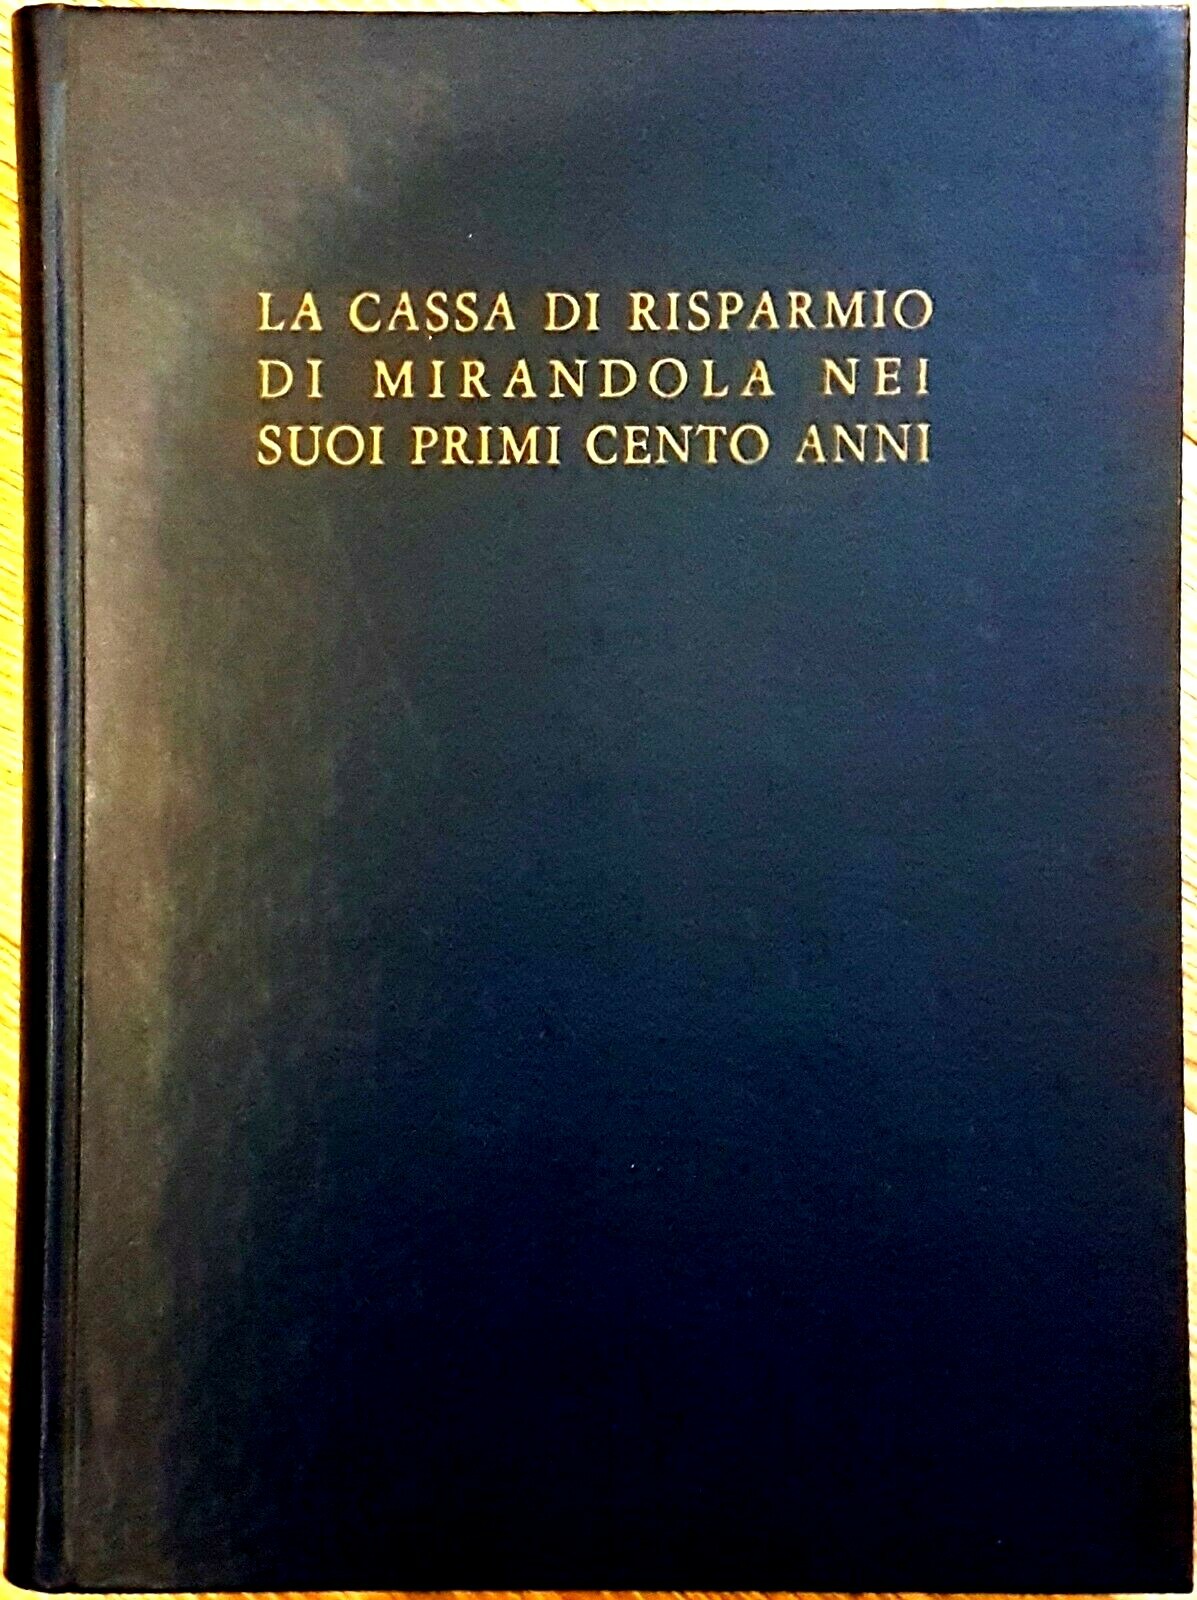 LA CASSA DI RISPARMIO
DI MIRANDOLA NEI
SUOI PRIMI CENTO ANNI